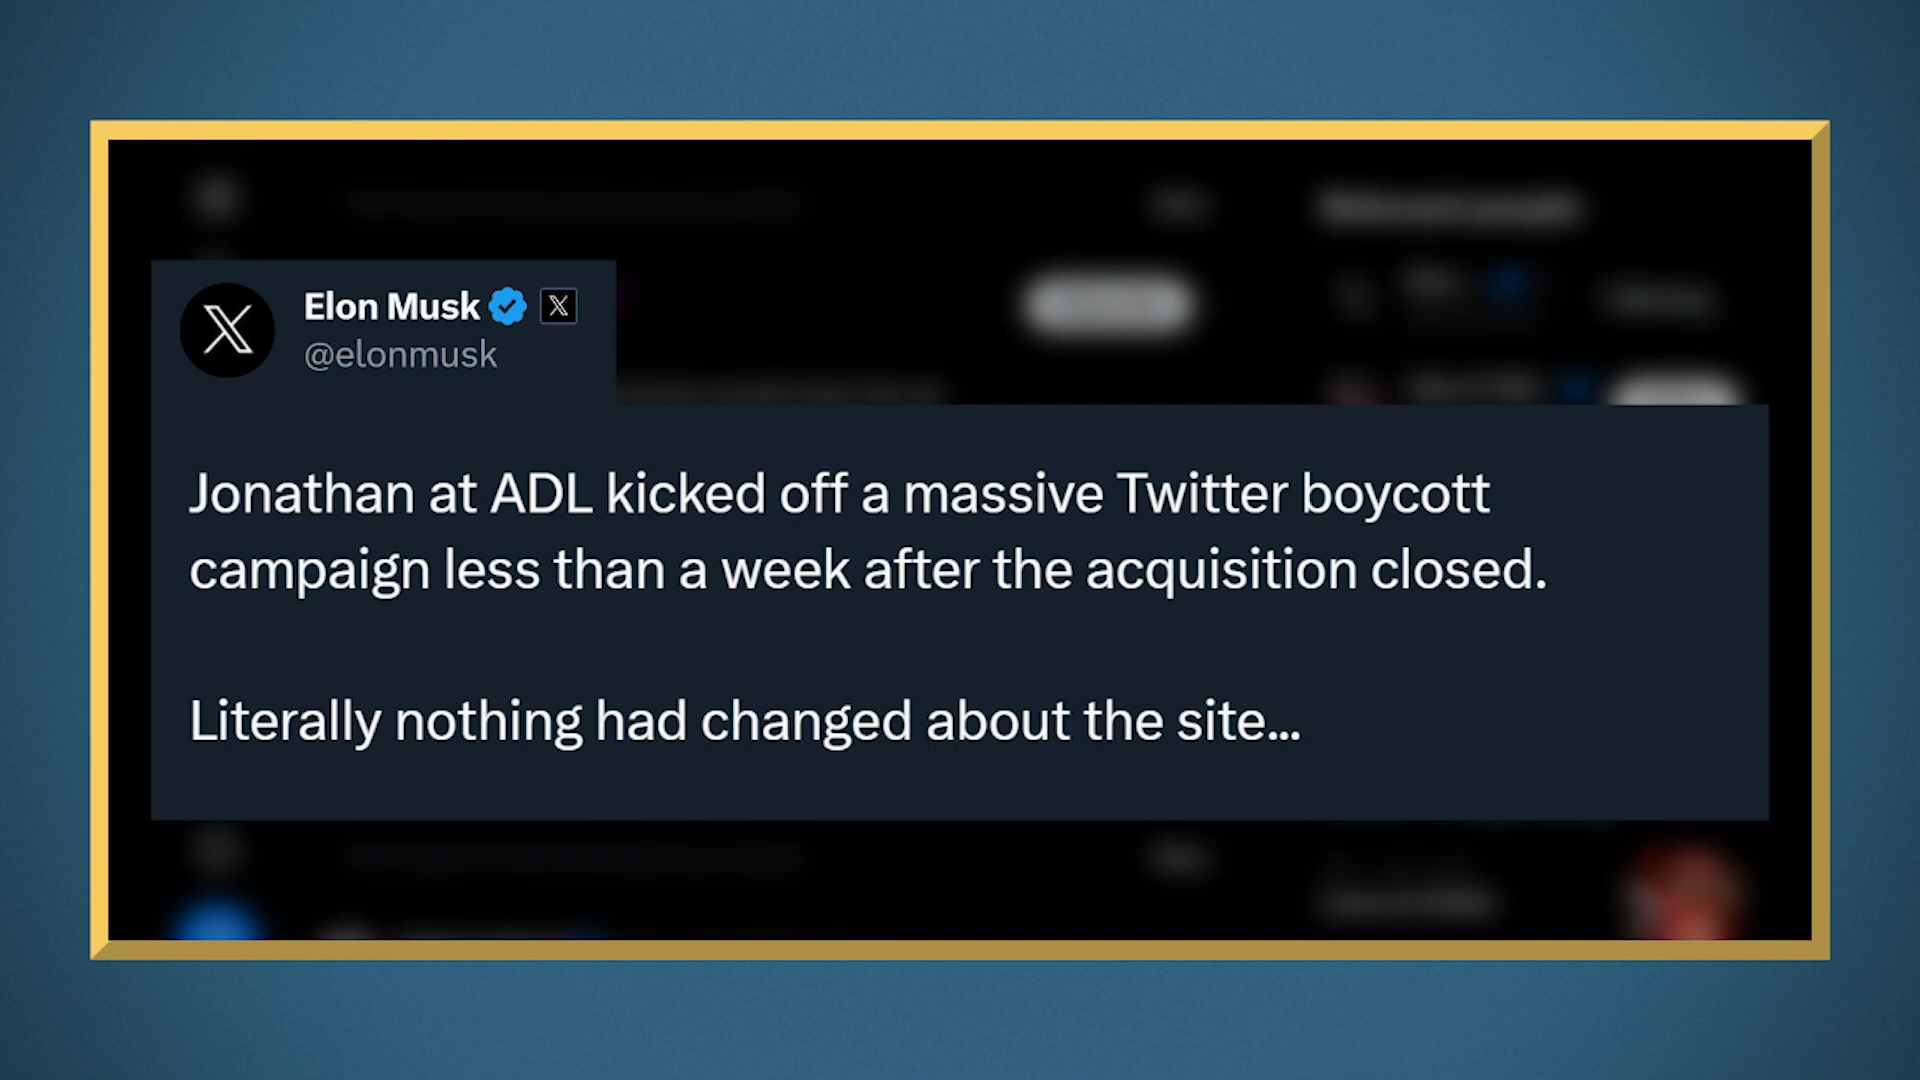 Elon Musk
@elonmusk
Jonathan at ADL kicked off a massive Twitter boycott
campaign less than a week after the acquisition closed.
Literally nothing had changed about the site...